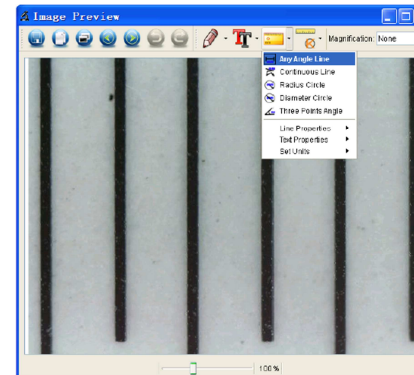 Image Preview
Magnification: None
Any Angle Line
Continuous Line
Radius Circle
Diameter Circle
Three Points Angle
Line Properties
Text Properties
Set Units
100%